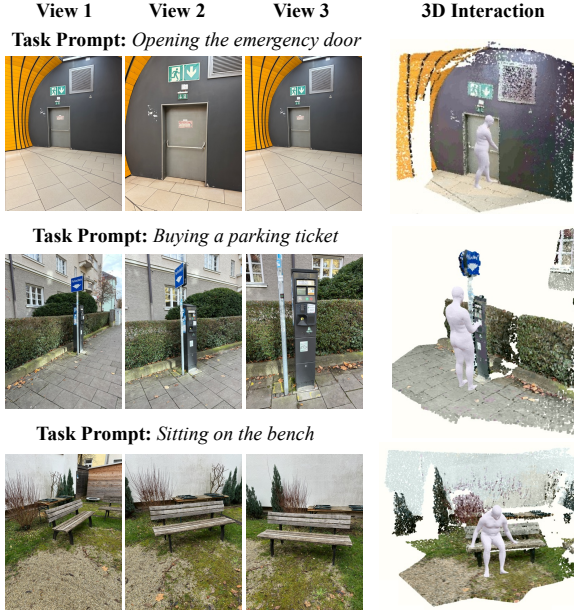 View 1 View 2 View 3 3D Interaction
Task Prompt: Opening the emergency door
Task Prompt: Buying a parking ticket
Task Prompt: Sitting on the bench